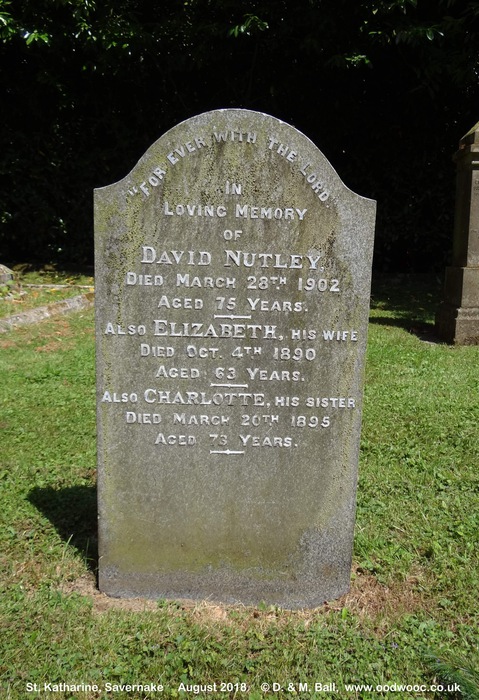 "FOR EVER WITH THE LORD"
IN
LOVING MEMORY
OF
DAVID NUTLEY,
DIED MARCH 28TH 1902
AGED 75 YEARS.
ALSO ELIZABETH, HIS WIFE
DIED OCT. 4TH 1890
AGED 63 YEARS.
ALSO CHARLOTTE, HIS SISTER
DIED MARCH 20TH 1895
AGED 73 YEARS.
St. Katharine, Savernake August 2018. © D. & M. Ball, www.oodwooc.co.uk